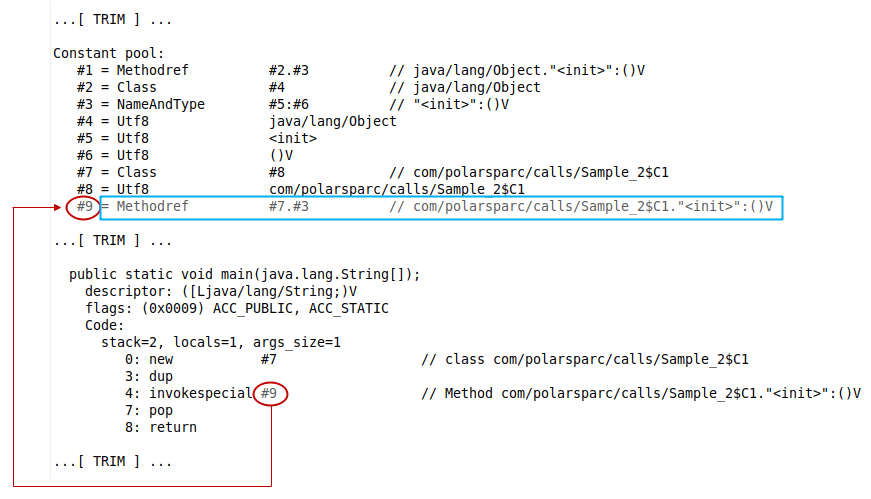 ...[ TRIM ] ...
Constant pool:
#1 = Methodref #2.#3 // java/lang/Object."<init>":()V
#2 = Class #4 // java/lang/Object
#3 = NameAndType #5:#6 // "<init>":()V
#4 = Utf8 java/lang/Object
#5 = Utf8 <init>
#6 = Utf8 ()V
#7 = Class #8 // com/polarsparc/calls/Sample_2$C1
#8 = Utf8 com/polarsparc/calls/Sample_2$C1
#9 = Methodref #7.#3 // com/polarsparc/calls/Sample_2$C1."<init>":()V
...[ TRIM ] ...
public static void main(java.lang.String[]);
descriptor: ([Ljava/lang/String;)V
flags: (0x0009) ACC_PUBLIC, ACC_STATIC
Code:
stack=2, locals=1, args_size=1
0: new #7 // class com/polarsparc/calls/Sample_2$C1
3: dup
4: invokespecial #9 // Method com/polarsparc/calls/Sample_2$C1."<init>":()V
7: pop
8: return
...[ TRIM ] ...